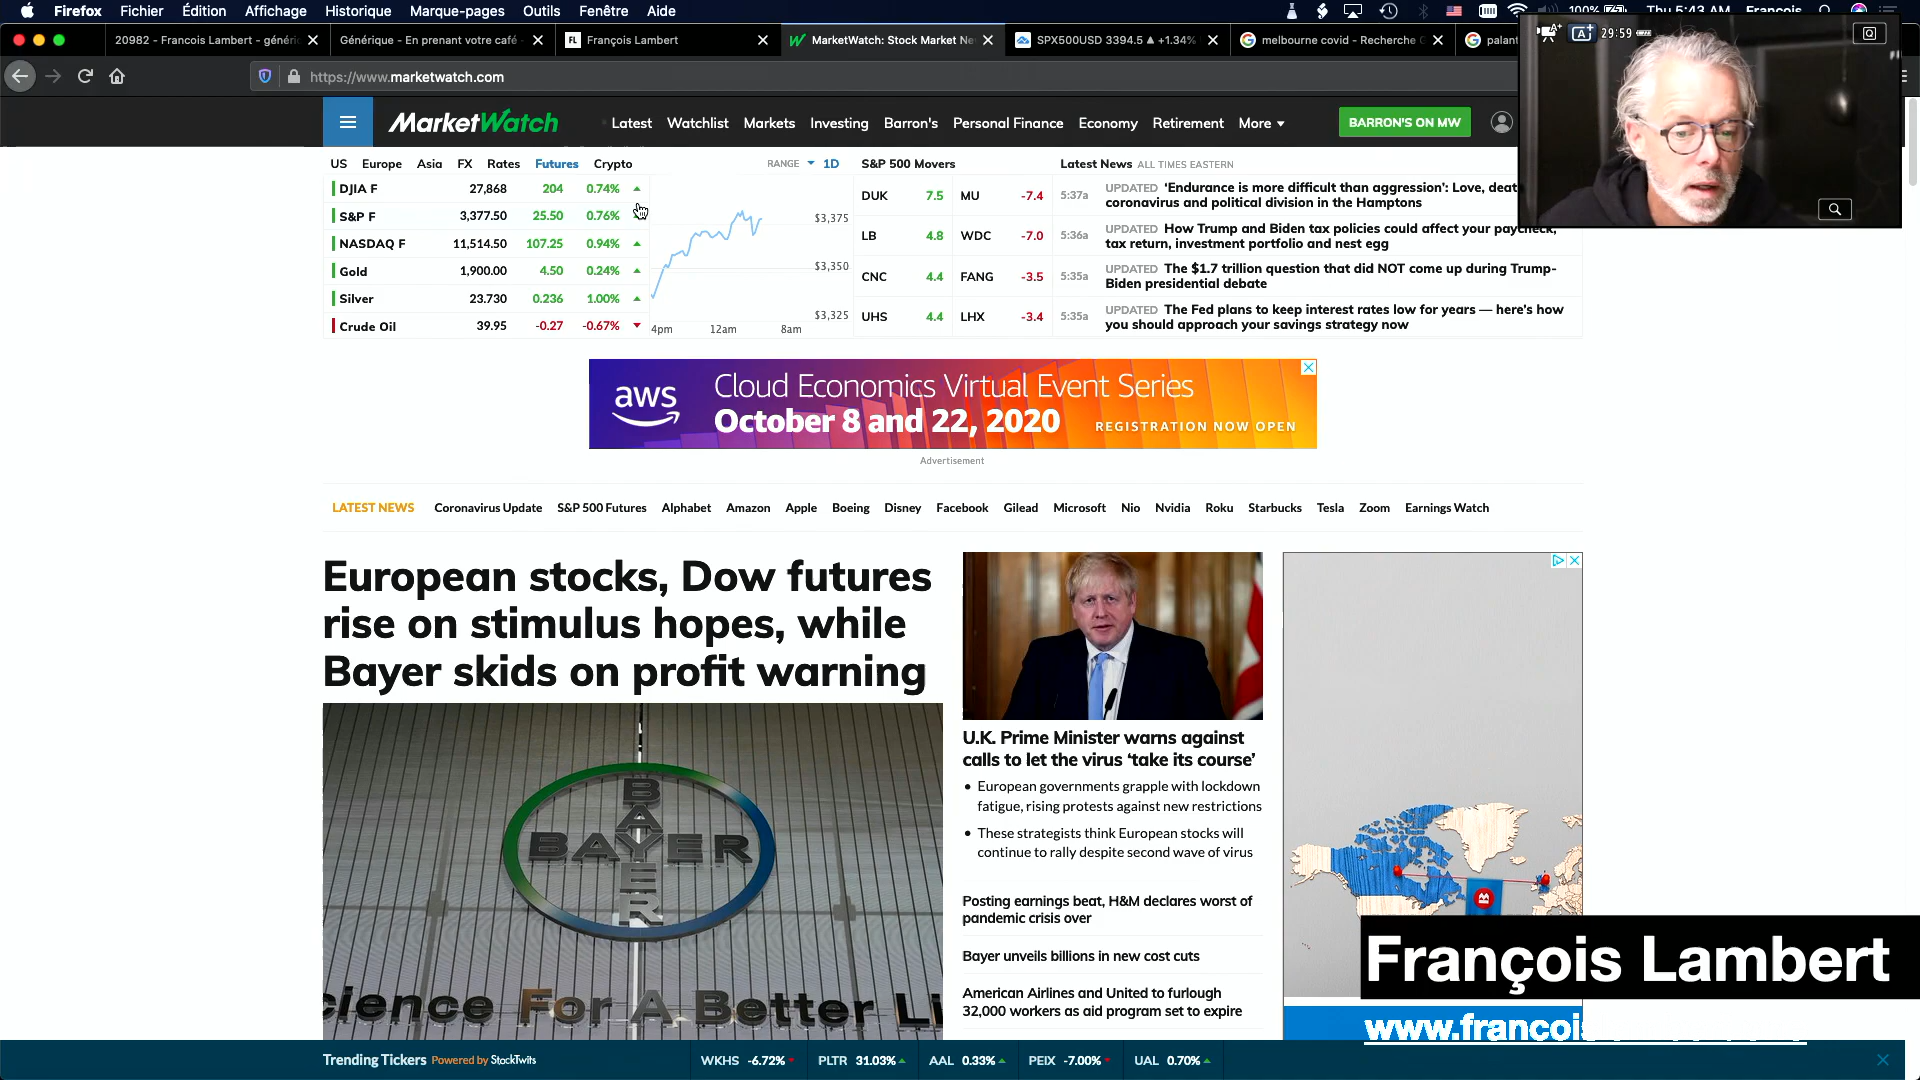 Firefox Fichier Édition Affichage Historique Marque-pages Outils Fenêtre Aide 100% Thu 5:43 AM François
20982 - Francois Lambert - généri
Générique - En prenant votre café -
FL François Lambert
MarketWatch: Stock Market Ne
SPX500USD 3394.5 ▲ +1.34%
melbourne covid - Recherche G
palant
29:59
https://www.marketwatch.com
MarketWatch Latest Watchlist Markets Investing Barron's Personal Finance Economy Retirement More BARRON'S ON MW
US Europe Asia FX Rates Futures Crypto RANGE 1D
DJIA F 27,868 204 0.74%
S&P F 3,377.50 25.50 0.76%
NASDAQ F 11,514.50 107.25 0.94%
Gold 1,900.00 4.50 0.24%
Silver 23.730 0.236 1.00%
Crude Oil 39.95 -0.27 -0.67%
$3,375
$3,350
$3,325
4pm 12am 8am
S&P 500 Movers
DUK 7.5 MU -7.4
LB 4.8 WDC -7.0
CNC 4.4 FANG -3.5
UHS 4.4 LHX -3.4
Latest News ALL TIMES EASTERN
5:37a UPDATED ‘Endurance is more difficult than aggression’: Love, deat
coronavirus and political division in the Hamptons
5:36a UPDATED How Trump and Biden tax policies could affect your paycheck,
tax return, investment portfolio and nest egg
5:35a UPDATED The $1.7 trillion question that did NOT come up during Trump-
Biden presidential debate
5:35a UPDATED The Fed plans to keep interest rates low for years — here's how
you should approach your savings strategy now
aws Cloud Economics Virtual Event Series
October 8 and 22, 2020 REGISTRATION NOW OPEN
Advertisement
LATEST NEWS Coronavirus Update S&P 500 Futures Alphabet Amazon Apple Boeing Disney Facebook Gilead Microsoft Nio Nvidia Roku Starbucks Tesla Zoom Earnings Watch
European stocks, Dow futures
rise on stimulus hopes, while
Bayer skids on profit warning
BAYER
BAYER
cience For A Better Li
U.K. Prime Minister warns against
calls to let the virus ‘take its course’
• European governments grapple with lockdown
fatigue, rising protests against new restrictions
• These strategists think European stocks will
continue to rally despite second wave of virus
Posting earnings beat, H&M declares worst of
pandemic crisis over
Bayer unveils billions in new cost cuts
American Airlines and United to furlough
32,000 workers as aid program set to expire
François Lambert
www.francois
Trending Tickers Powered by StockTwits WKHS -6.72% PLTR 31.03% AAL 0.33% PEIX -7.00% UAL 0.70%